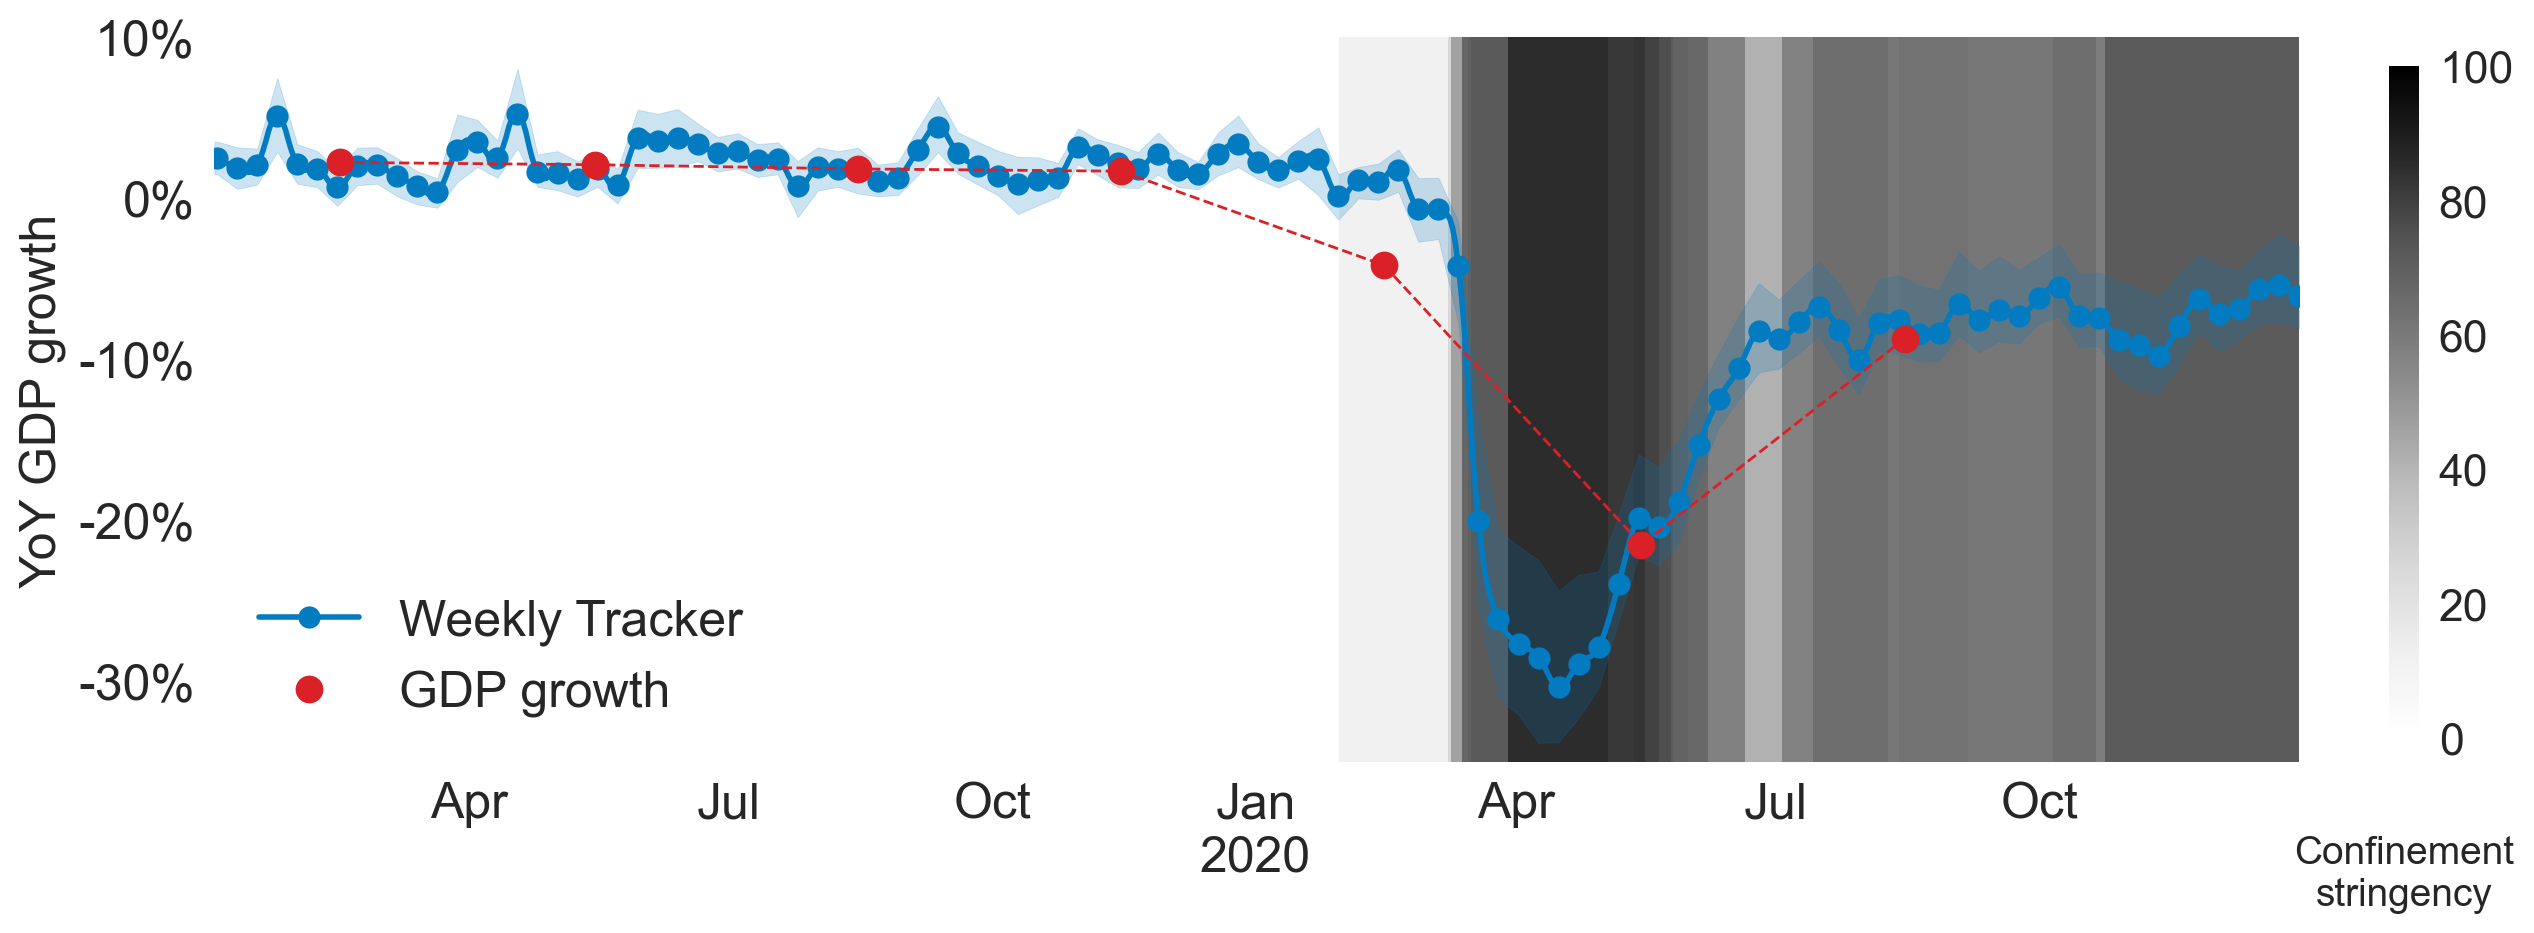 10%
0%
-10%
-20%
-30%
YoY GDP growth
Weekly Tracker
GDP growth
Apr
Jul
Oct
Jan
2020
Apr
Jul
Oct
100
80
60
40
20
0
Confinement
stringency